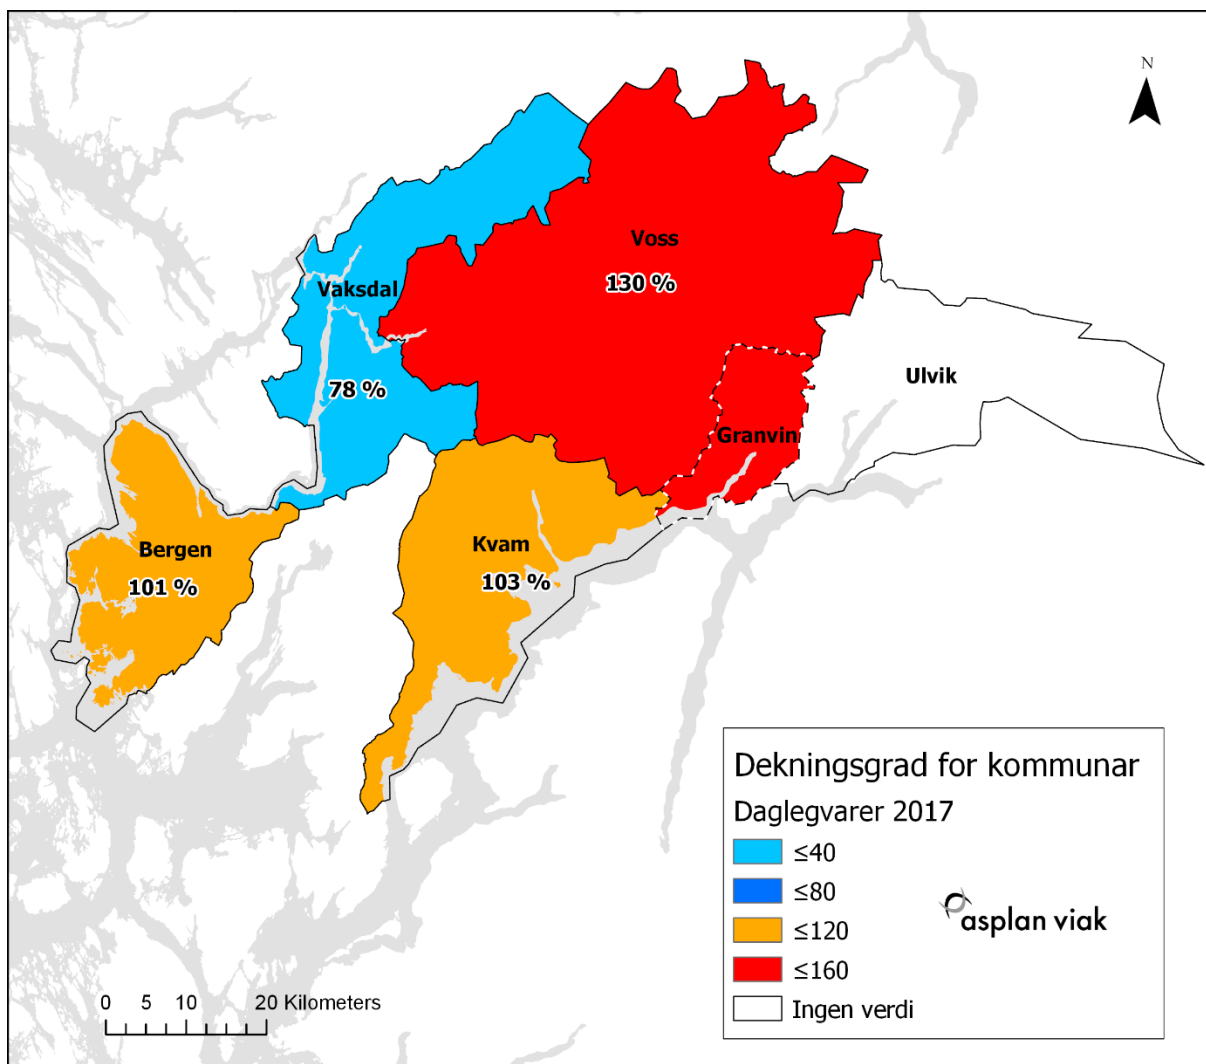 N
Voss
130 %
Vaksdal
78 %
Ulvik
Granvin
Bergen
101 %
Kvam
103 %
Dekningsgrad for kommunar
Daglegvarer 2017
≤40
≤80
≤120
≤160
Ingen verdi
asplan viak
0 5 10 20 Kilometers